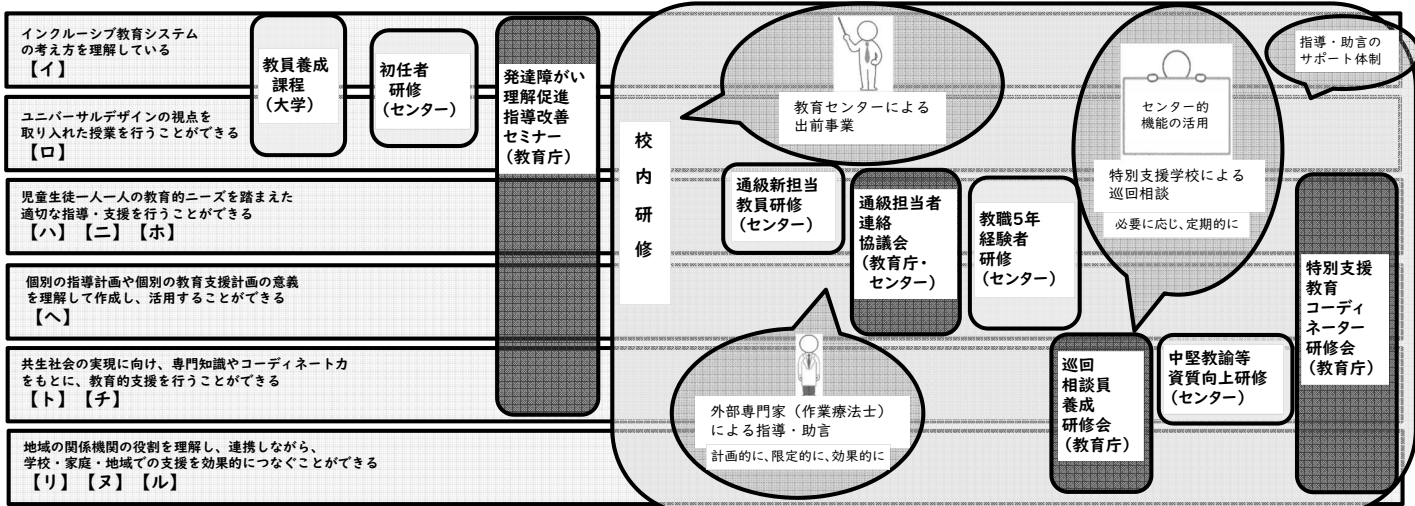 インクルーシブ教育システム
の考え方を理解している
【イ】
ユニバーサルデザインの視点を
取り入れた授業を行うことができる
【ロ】
児童生徒一人一人の教育的ニーズを踏まえた
適切な指導・支援を行うことができる
【ハ】【ニ】【ホ】
個別の指導計画や個別の教育支援計画の意義
を理解して作成し、活用することができる
【ヘ】
共生社会の実現に向け、専門知識やコーディネート力
をもとに、教育的支援を行うことができる
【ト】【チ】
地域の関係機関の役割を理解し、連携しながら、
学校・家庭・地域での支援を効果的につなぐことができる
【リ】【ヌ】【ル】
教員養成
課程
（大学）
初任者
研修
（センター）
発達障がい
理解促進
指導改善
セミナー
（教育庁）
校内研修
教育センターによる
出前事業
通級新担当
教員研修
（センター）
通級担当者
連絡
協議会
（教育庁・
センター）
教職5年
経験者
研修
（センター）
外部専門家（作業療法士）
による指導・助言
計画的に、限定的に、効果的に
センター的
機能の活用
特別支援学校による
巡回相談
必要に応じ、定期的に
巡回
相談員
養成
研修会
（教育庁）
中堅教諭等
資質向上研修
（センター）
指導・助言の
サポート体制
特別支援
教育
コーディ
ネーター
研修会
（教育庁）